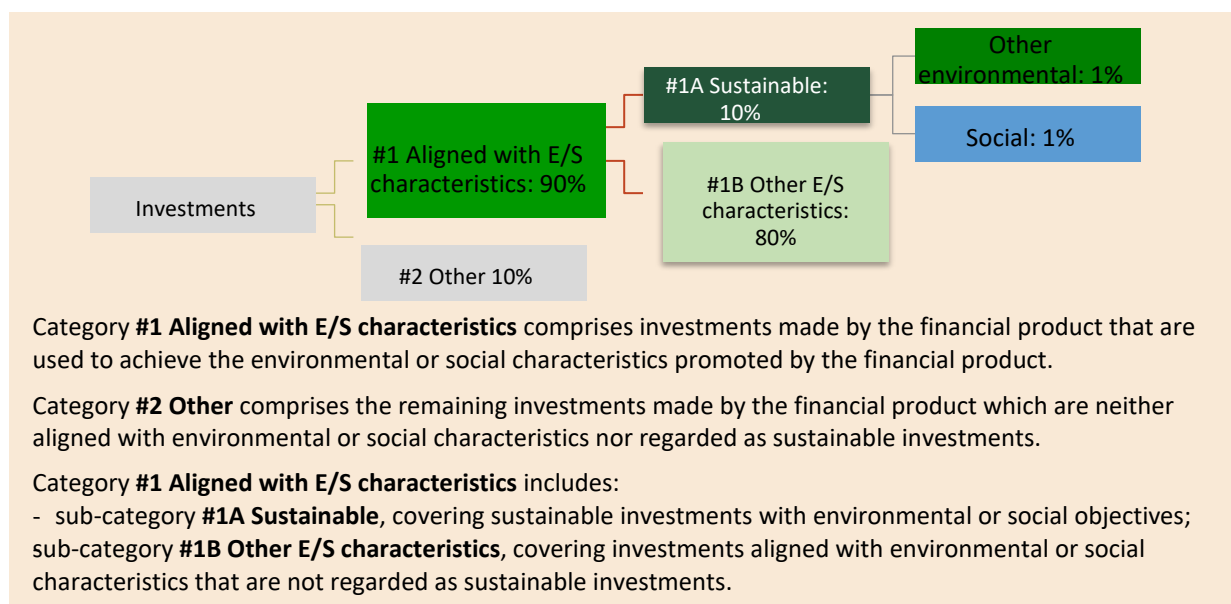 Other
environmental: 1%
#1A Sustainable:
10%
Social: 1%
#1 Aligned with E/S
characteristics: 90%
#1B Other E/S
characteristics:
80%
Investments
#2 Other 10%
Category #1 Aligned with E/S characteristics comprises investments made by the financial product that are
used to achieve the environmental or social characteristics promoted by the financial product.
Category #2 Other comprises the remaining investments made by the financial product which are neither
aligned with environmental or social characteristics nor regarded as sustainable investments.
Category #1 Aligned with E/S characteristics includes:
- sub-category #1A Sustainable, covering sustainable investments with environmental or social objectives;
sub-category #1B Other E/S characteristics, covering investments aligned with environmental or social
characteristics that are not regarded as sustainable investments.